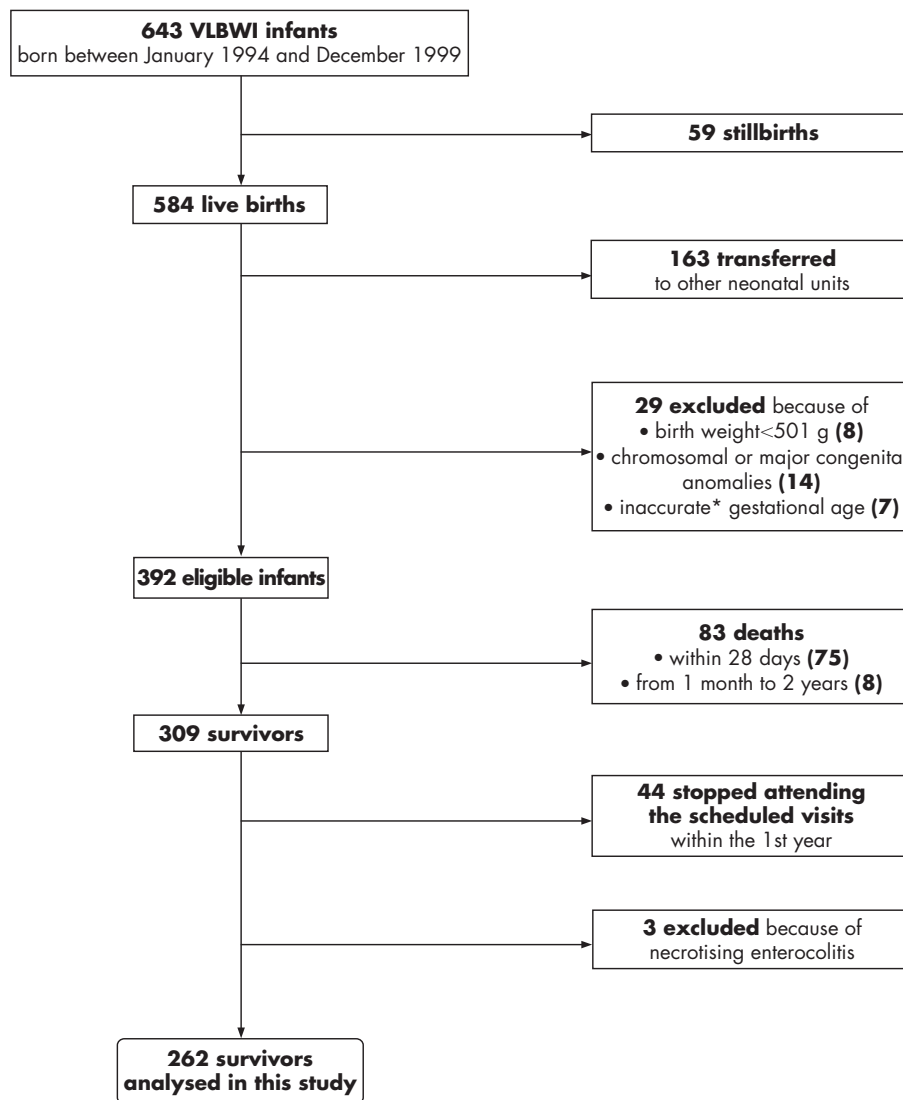 643 VLBWI infants
born between January 1994 and December 1999
59 stillbirths
584 live births
163 transferred
to other neonatal units
29 excluded because of
• birth weight<501 g (8)
• chromosomal or major congenita
anomalies (14)
• inaccurate* gestational age (7)
392 eligible infants
83 deaths
• within 28 days (75)
• from 1 month to 2 years (8)
309 survivors
44 stopped attending
the scheduled visits
within the 1st year
3 excluded because of
necrotising enterocolitis
262 survivors
analysed in this study